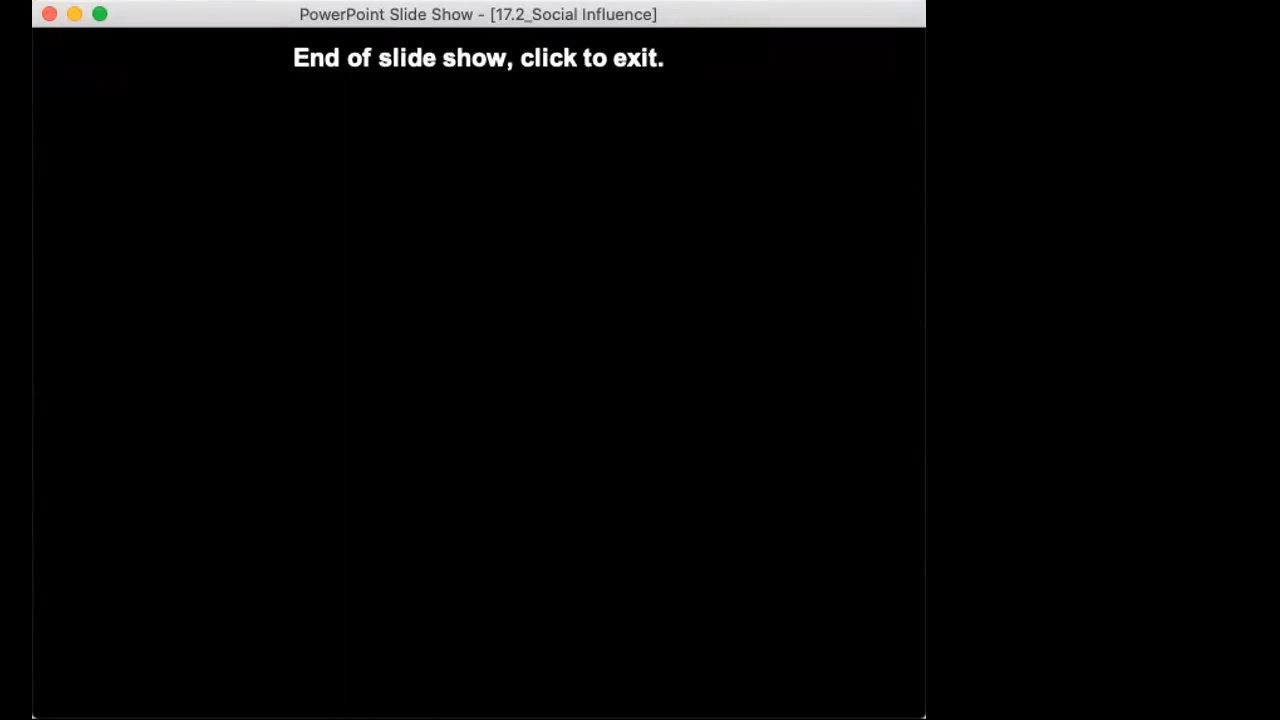 PowerPoint Slide Show - [17.2_Social Influence]
End of slide show, click to exit.